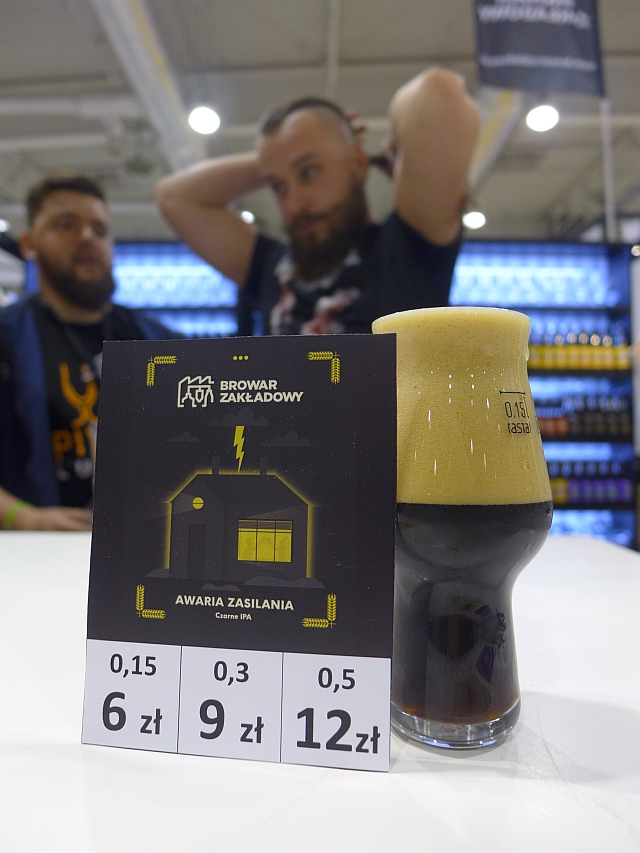 BROWAR
ZAKŁADOWY
AWARIA ZASILANIA
Czarne IPA
0,15
6 zł
0,3
9 zł
0,5
12zł
0.15L
rastal